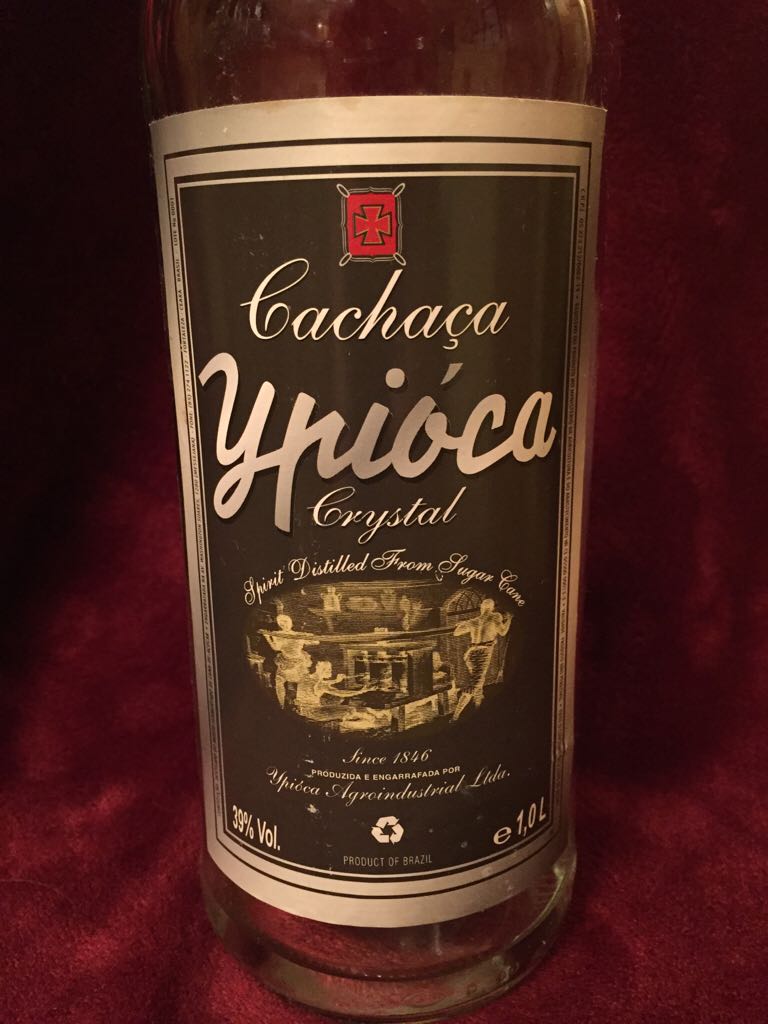 Cachaça
Ypióca
Crystal
Spirit Distilled From Sugar Cane
Since 1846
PRODUZIDA E ENGARRAFADA POR
Ypióca Agroindustrial Ltda.
39% Vol.
e 1,0 L
PRODUCT OF BRAZIL